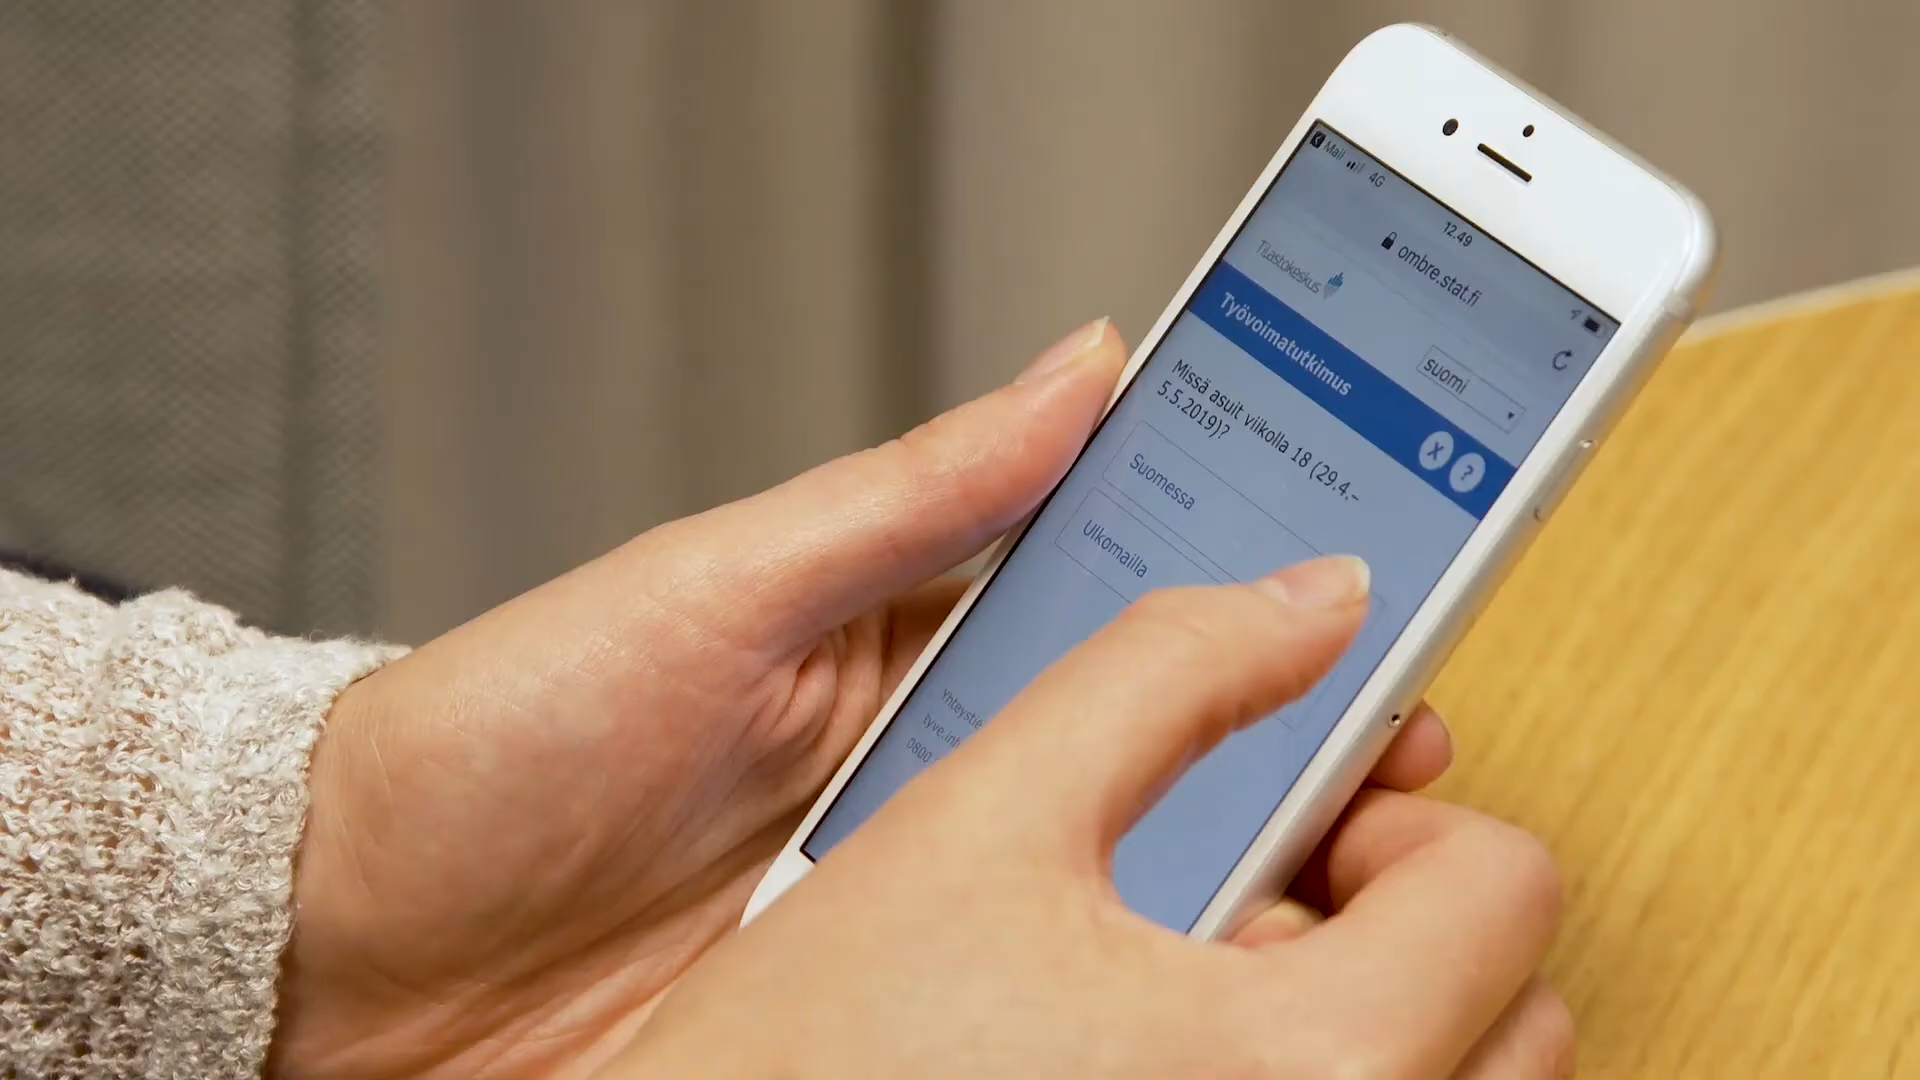 Mail 4G
12.49
ombre.stat.fi
Tilastokeskus
suomi
Työvoimatutkimus
X ?
Missä asuit viikolla 18 (29.4.–
5.5.2019)?
Suomessa
Ulkomailla
0800